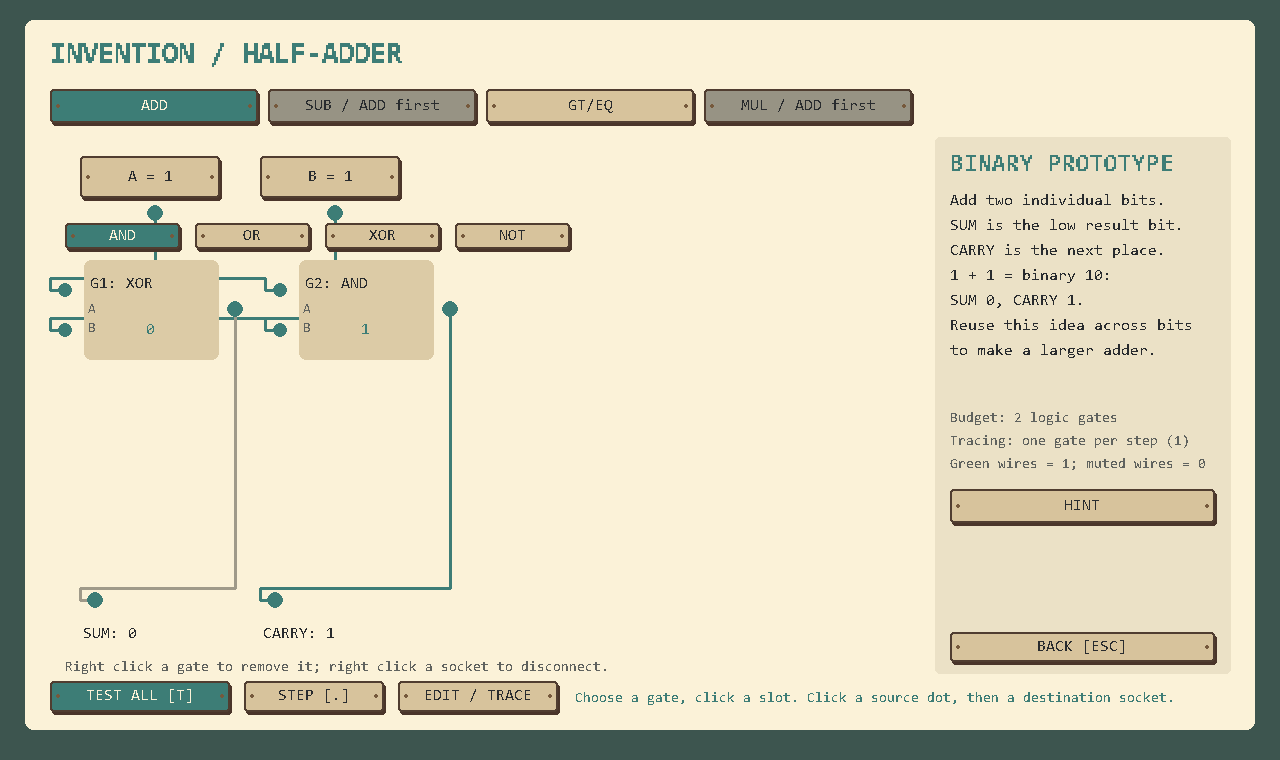 INVENTION / HALF-ADDER
ADD
SUB / ADD first
GT/EQ
MUL / ADD first
A = 1
B = 1
AND
OR
XOR
NOT
G1: XOR
A
B
0
G2: AND
A
B
1
SUM: 0
CARRY: 1
Right click a gate to remove it; right click a socket to disconnect.
TEST ALL [T]
STEP [.]
EDIT / TRACE
Choose a gate, click a slot. Click a source dot, then a destination socket.
BINARY PROTOTYPE
Add two individual bits.
SUM is the low result bit.
CARRY is the next place.
1 + 1 = binary 10:
SUM 0, CARRY 1.
Reuse this idea across bits
to make a larger adder.
Budget: 2 logic gates
Tracing: one gate per step (1)
Green wires = 1; muted wires = 0
HINT
BACK [ESC]